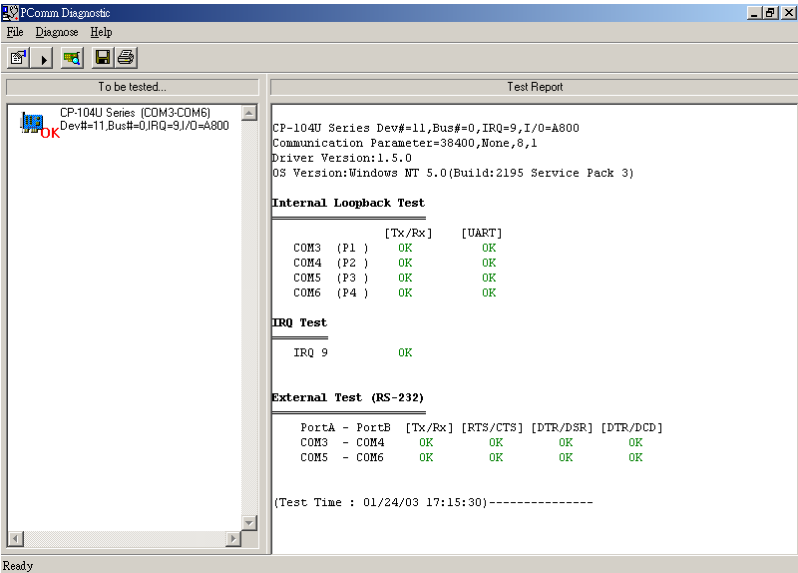 PComm Diagnostic
File Diagnose Help
To be tested...
CP-104U Series (COM3-COM6)
Dev#=11,Bus#=0,IRQ=9,I/O=A800
OK
Test Report
CP-104U Series Dev#=11,Bus#=0,IRQ=9,I/O=A800
Communication Parameter=38400,None,8,1
Driver Version:1.5.0
OS Version:Windows NT 5.0(Build:2195 Service Pack 3)
Internal Loopback Test
[Tx/Rx] [UART]
COM3 (P1 ) OK OK
COM4 (P2 ) OK OK
COM5 (P3 ) OK OK
COM6 (P4 ) OK OK
IRQ Test
IRQ 9 OK
External Test (RS-232)
PortA - PortB [Tx/Rx] [RTS/CTS] [DTR/DSR] [DTR/DCD]
COM3 - COM4 OK OK OK OK
COM5 - COM6 OK OK OK OK
(Test Time : 01/24/03 17:15:30)---------------
Ready